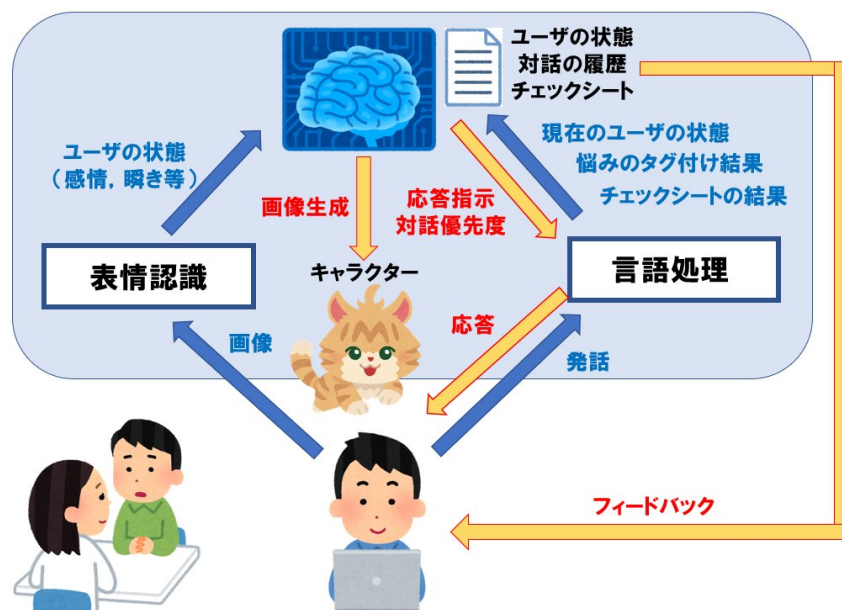 ユーザの状態
対話の履歴
チェックシート
現在のユーザの状態
悩みのタグ付け結果
チェックシートの結果
ユーザの状態
（感情，瞬き等）
画像生成
応答指示
対話優先度
表情認識
キャラクター
言語処理
画像
応答
発話
フィードバック